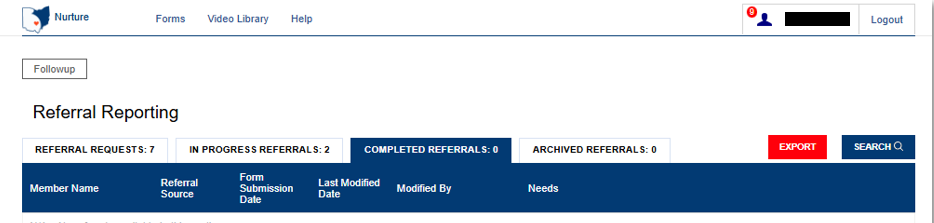 Nurture Forms Video Library Help 9 Logout
Followup
Referral Reporting
REFERRAL REQUESTS: 7 IN PROGRESS REFERRALS: 2 COMPLETED REFERRALS: 0 ARCHIVED REFERRALS: 0 EXPORT SEARCH
Member Name Referral Source Form Submission Date Last Modified Date Modified By Needs